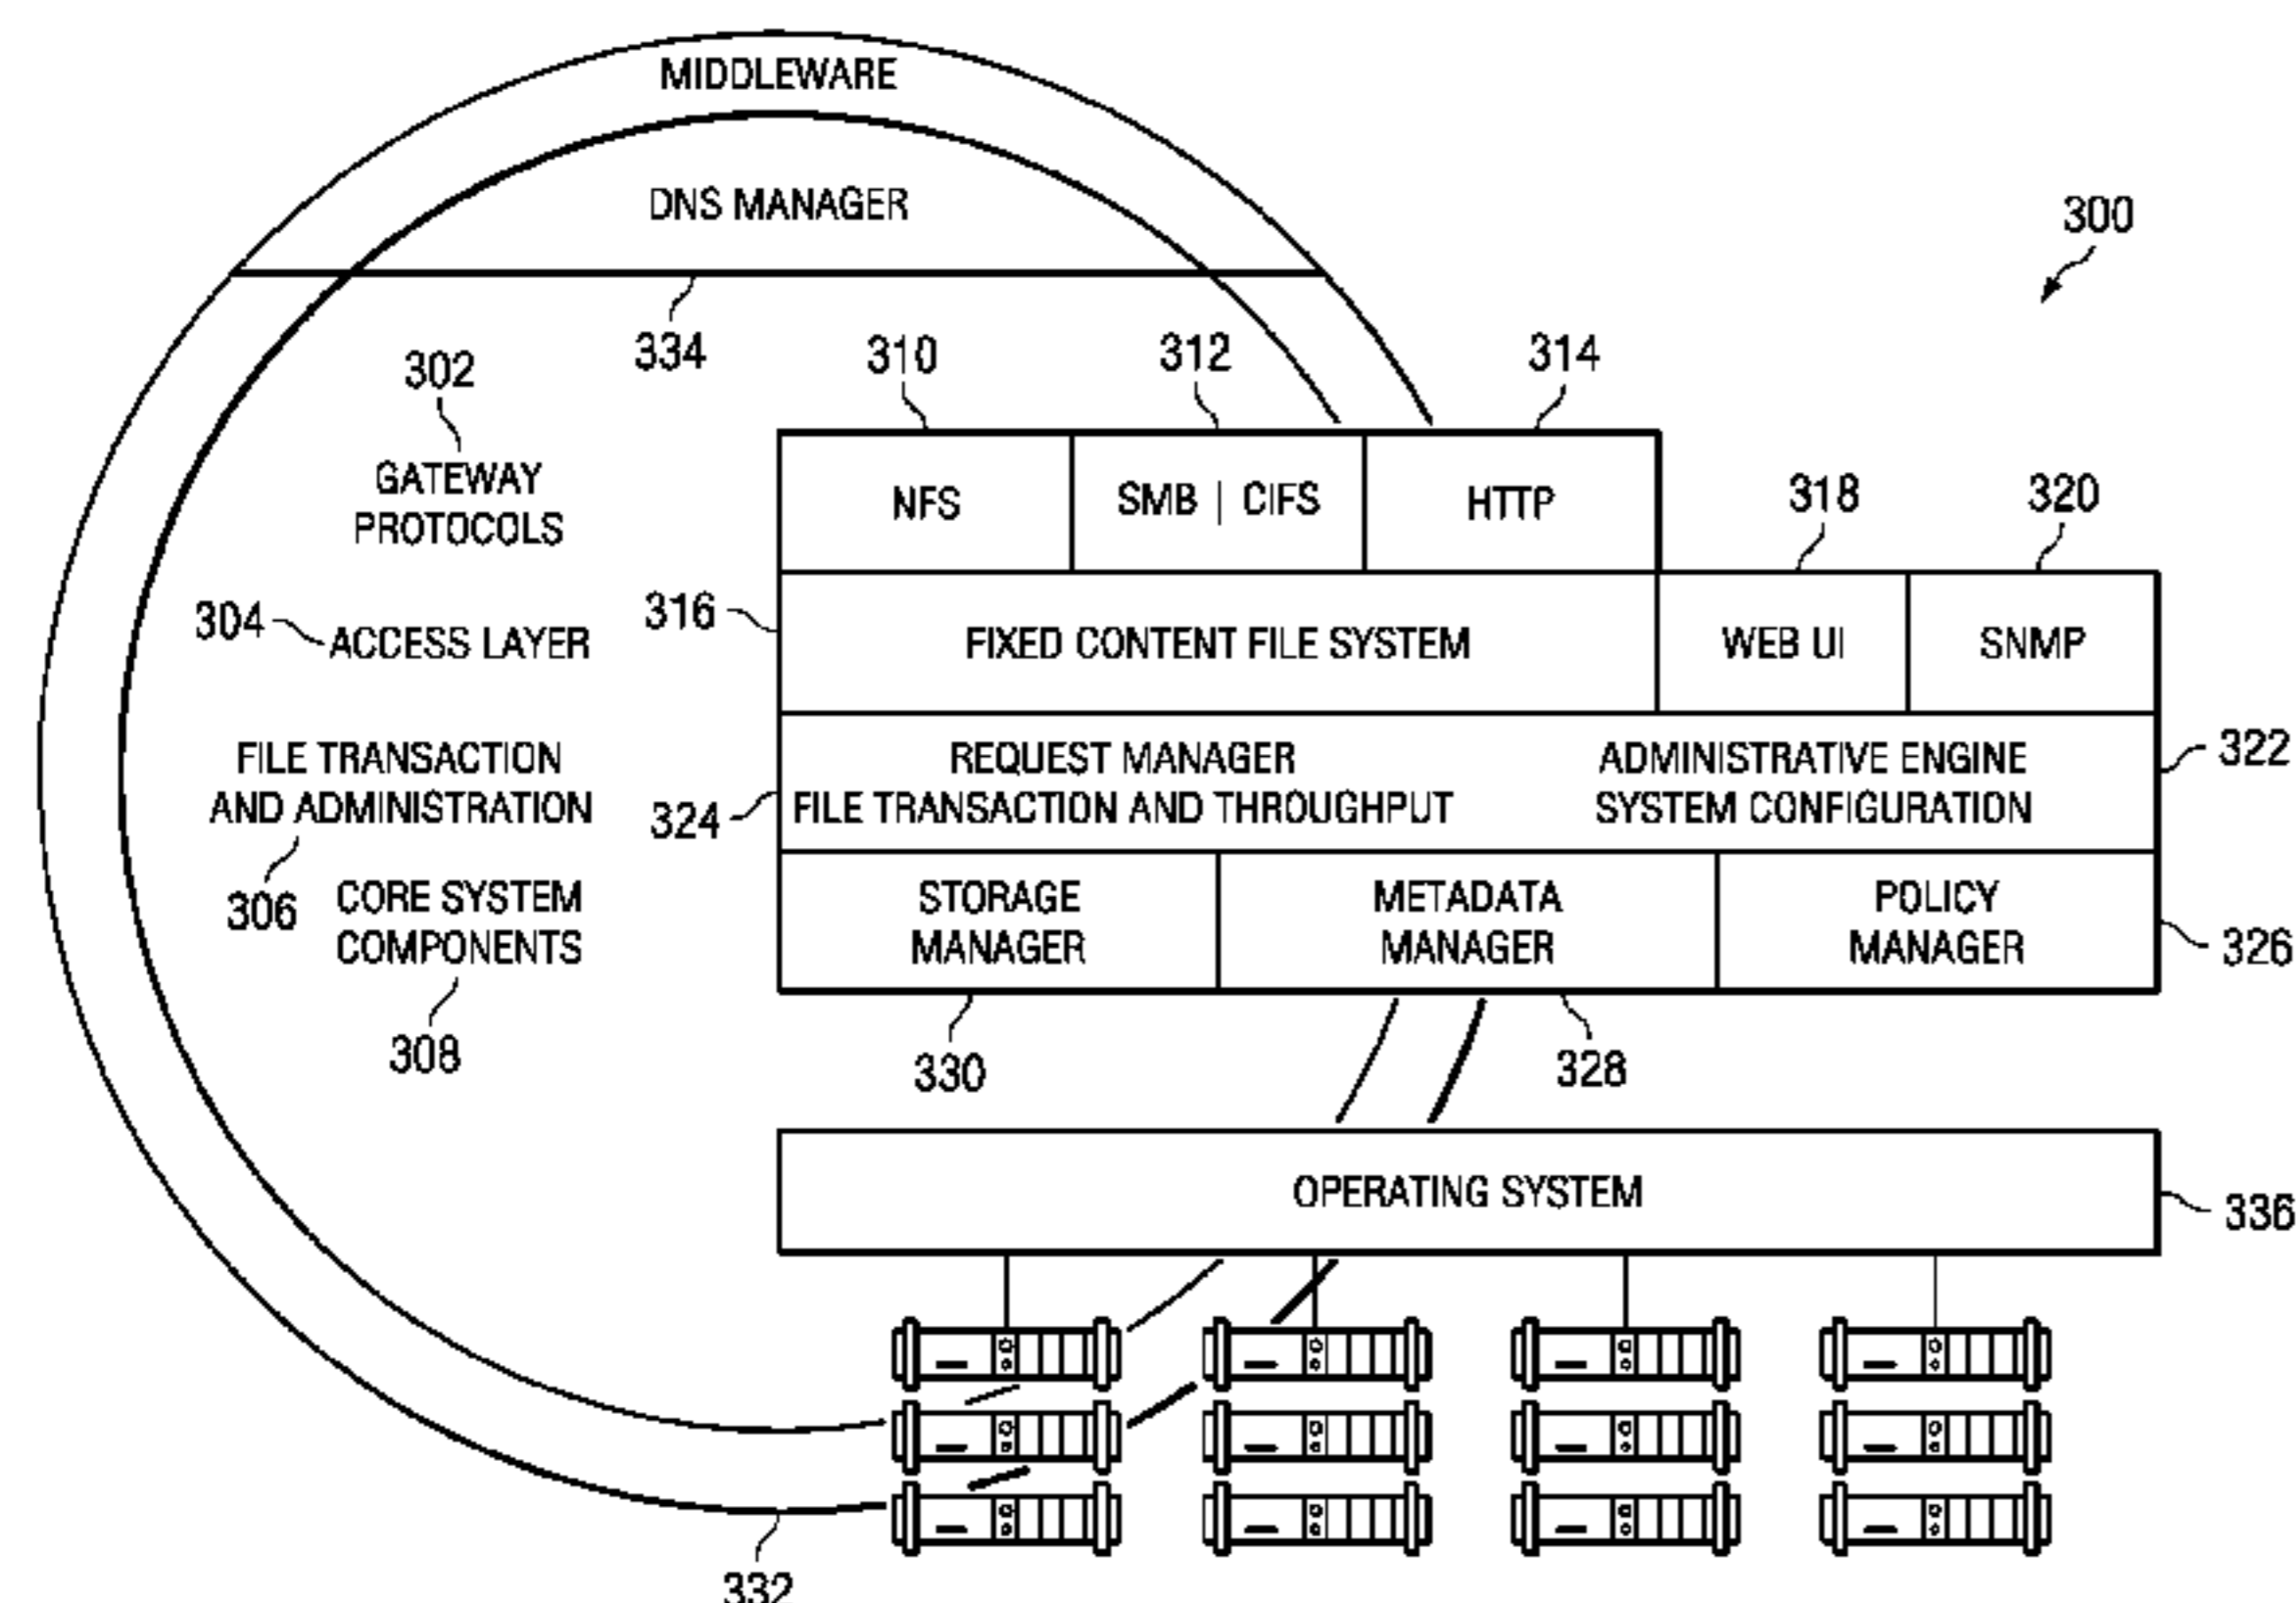 MIDDLEWARE
DNS MANAGER
300
334
302
310
312
314
GATEWAY
PROTOCOLS
NFS
SMB | CIFS
HTTP
318
320
304
ACCESS LAYER
316
FIXED CONTENT FILE SYSTEM
WEB UI
SNMP
FILE TRANSACTION
AND ADMINISTRATION
306
324
REQUEST MANAGER
FILE TRANSACTION AND THROUGHPUT
ADMINISTRATIVE ENGINE
SYSTEM CONFIGURATION
322
CORE SYSTEM
COMPONENTS
308
STORAGE
MANAGER
METADATA
MANAGER
POLICY
MANAGER
326
330
328
OPERATING SYSTEM
336
332